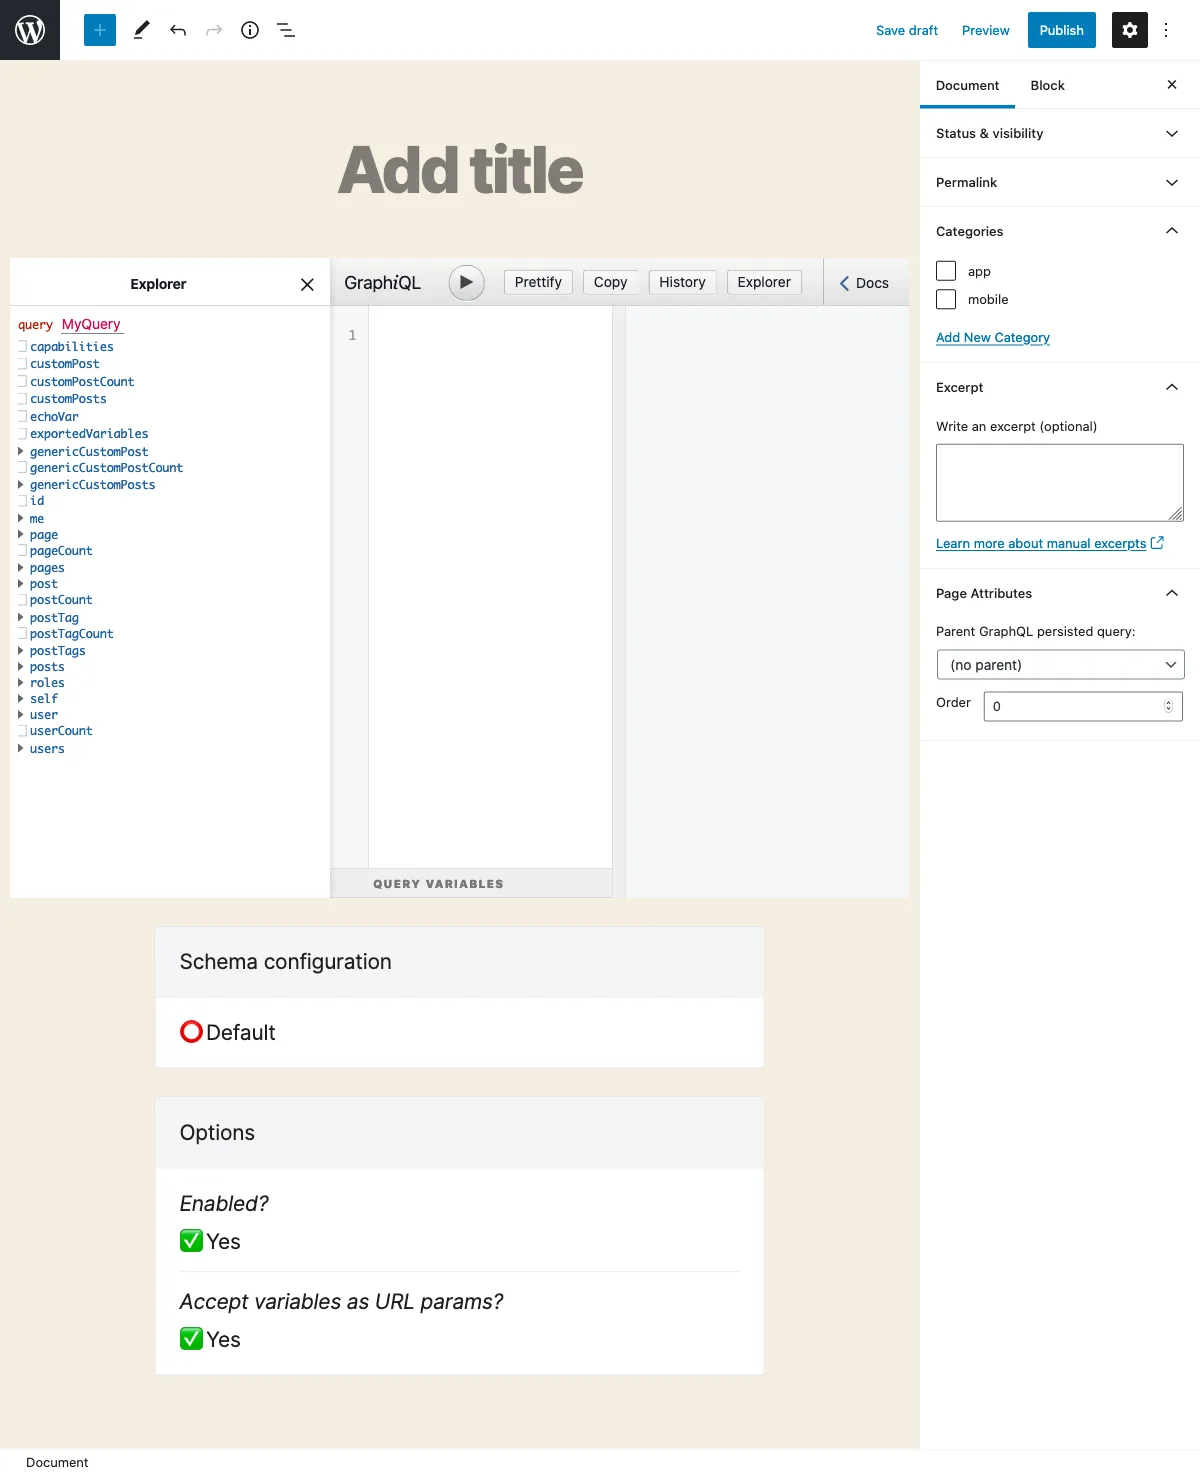 Save draft
Preview
Publish
Document
Block
Status & visibility
Permalink
Categories
app
mobile
Add New Category
Excerpt
Write an excerpt (optional)
Learn more about manual excerpts
Page Attributes
Parent GraphQL persisted query:
(no parent)
Order
0
Add title
Explorer
GraphiQL
Prettify
Copy
History
Explorer
Docs
query MyQuery
capabilities
customPost
customPostCount
customPosts
echoVar
exportedVariables
genericCustomPost
genericCustomPostCount
genericCustomPosts
id
me
page
pageCount
pages
post
postCount
postTag
postTagCount
postTags
posts
roles
self
user
userCount
users
1
QUERY VARIABLES
Schema configuration
Default
Options
Enabled?
Yes
Accept variables as URL params?
Yes
Document